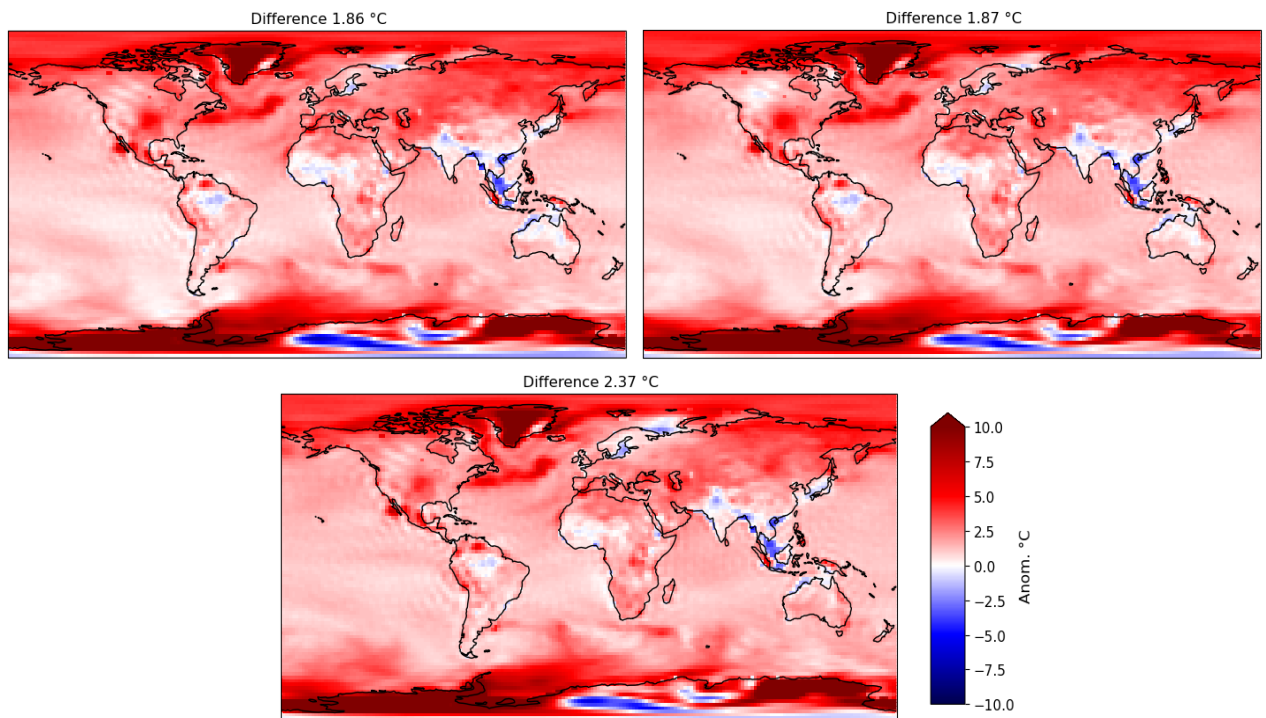 Difference 1.86 °C
Difference 1.87 °C
Difference 2.37 °C
10.0
7.5
5.0
2.5
0.0
−2.5
−5.0
−7.5
−10.0
Anom. °C